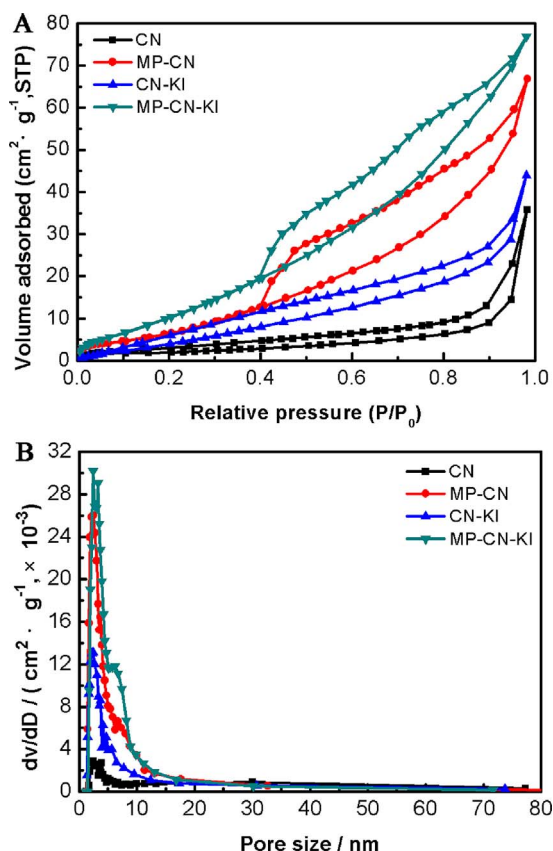 A
CN
MP-CN
CN-KI
MP-CN-KI
Volume adsorbed (cm²· g⁻¹,STP)
80
70
60
50
40
30
20
10
0
0.0 0.2 0.4 0.6 0.8 1.0
Relative pressure (P/P₀)
B
CN
MP-CN
CN-KI
MP-CN-KI
dv/dD / ( cm² · g⁻¹, × 10⁻³)
32
28
24
20
16
12
8
4
0
0 10 20 30 40 50 60 70 80
Pore size / nm